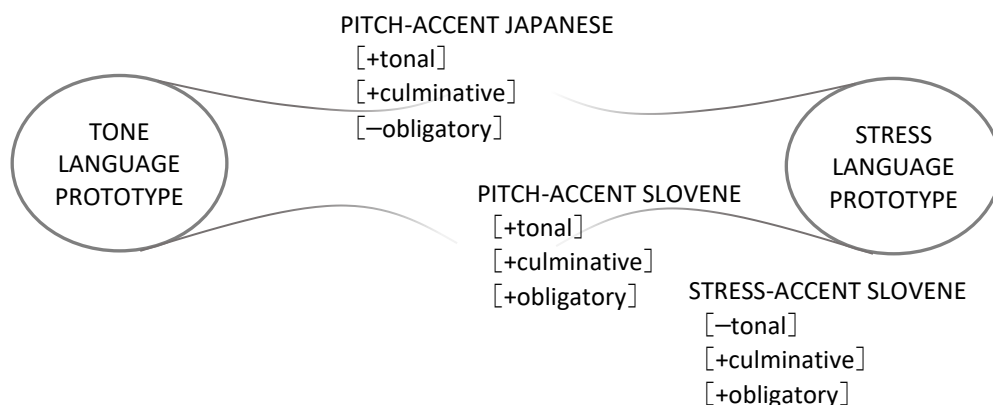 PITCH-ACCENT JAPANESE
[+tonal]
[+culminative]
[—obligatory]
TONE
LANGUAGE
PROTOTYPE
STRESS
LANGUAGE
PROTOTYPE
PITCH-ACCENT SLOVENE
[+tonal]
[+culminative]
[+obligatory]
STRESS-ACCENT SLOVENE
[—tonal]
[+culminative]
[+obligatory]